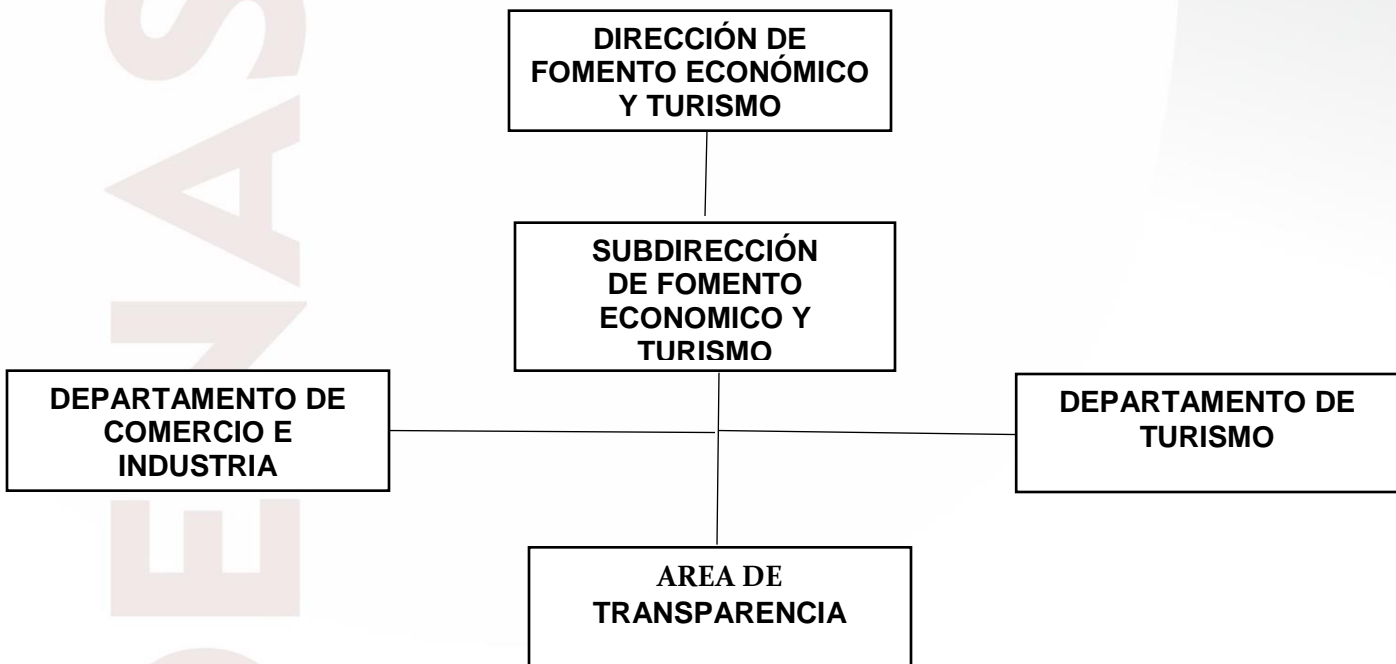 DIRECCIÓN DE
FOMENTO ECONÓMICO
Y TURISMO
SUBDIRECCIÓN
DE FOMENTO
ECONOMICO Y
TURISMO
DEPARTAMENTO DE
COMERCIO E
INDUSTRIA
DEPARTAMENTO DE
TURISMO
AREA DE
TRANSPARENCIA
ENAS